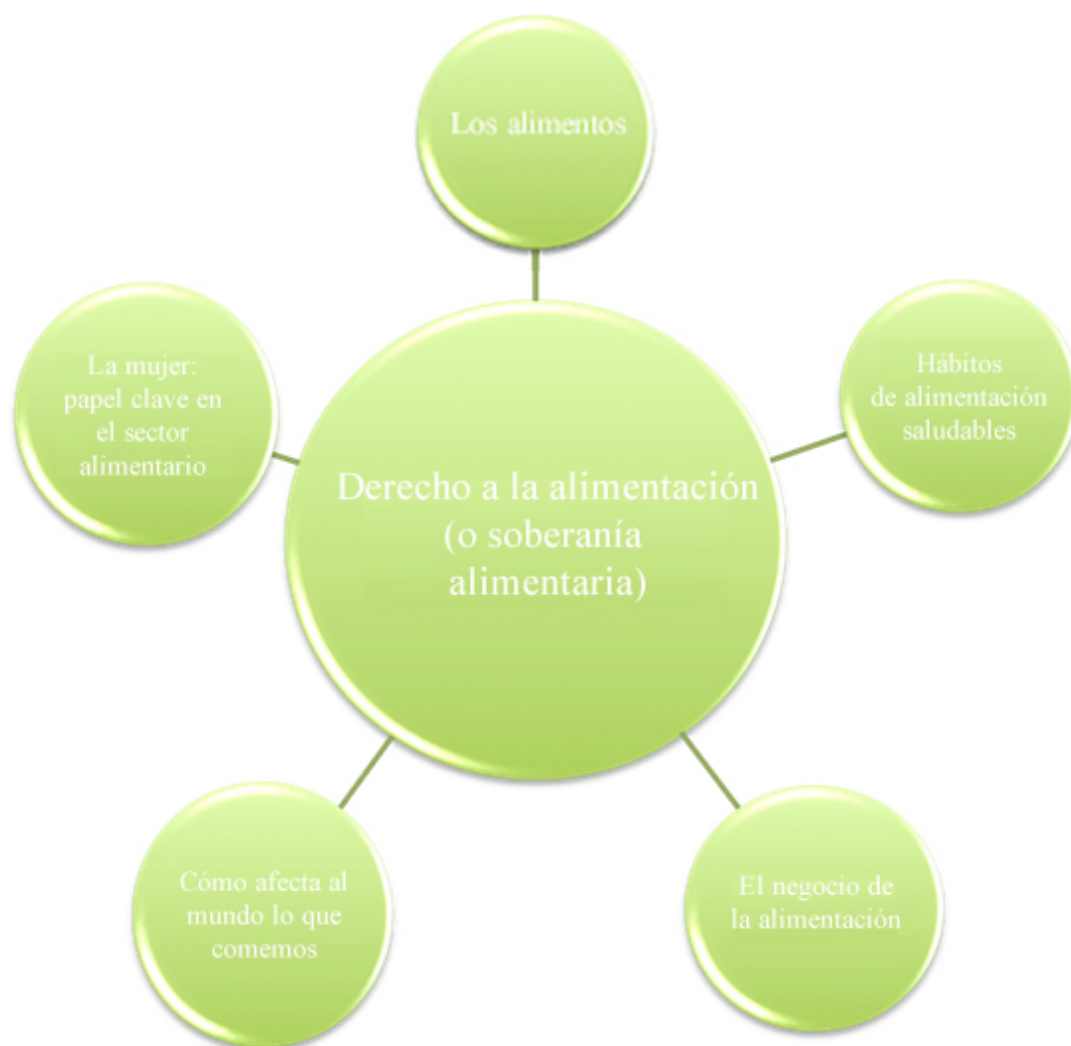 Los alimentos
La mujer:
papel clave en
el sector
alimentario
Hábitos
de alimentación
saludables
Derecho a la alimentación
(o soberanía
alimentaria)
Cómo afecta al
mundo lo que
comemos
El negocio de
la alimentación